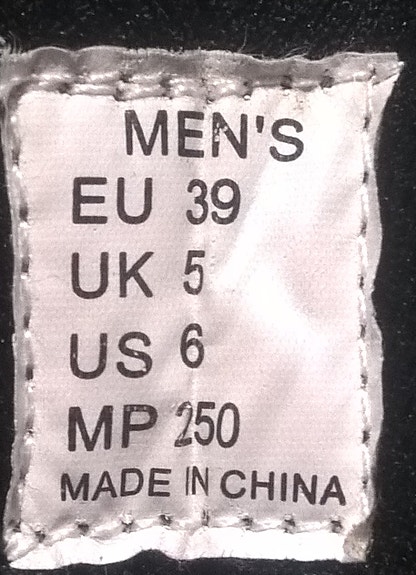 MEN'S
EU 39
UK 5
US 6
MP 250
MADE IN CHINA